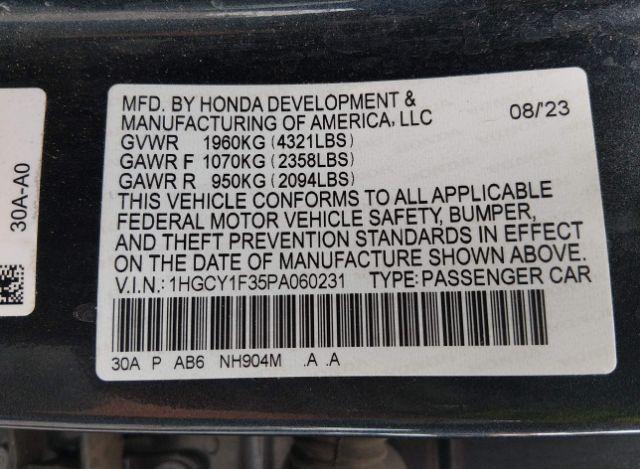 MFD. BY HONDA DEVELOPMENT &
MANUFACTURING OF AMERICA, LLC 08/'23
GVWR 1960KG (4321LBS)
GAWR F 1070KG (2358LBS)
GAWR R 950KG (2094LBS)
THIS VEHICLE CONFORMS TO ALL APPLICABLE
FEDERAL MOTOR VEHICLE SAFETY, BUMPER,
AND THEFT PREVENTION STANDARDS IN EFFECT
ON THE DATE OF MANUFACTURE SHOWN ABOVE.
V.I.N.: 1HGCY1F35PA060231 TYPE: PASSENGER CAR
30A P AB6 NH904M .A .A
30A-A0